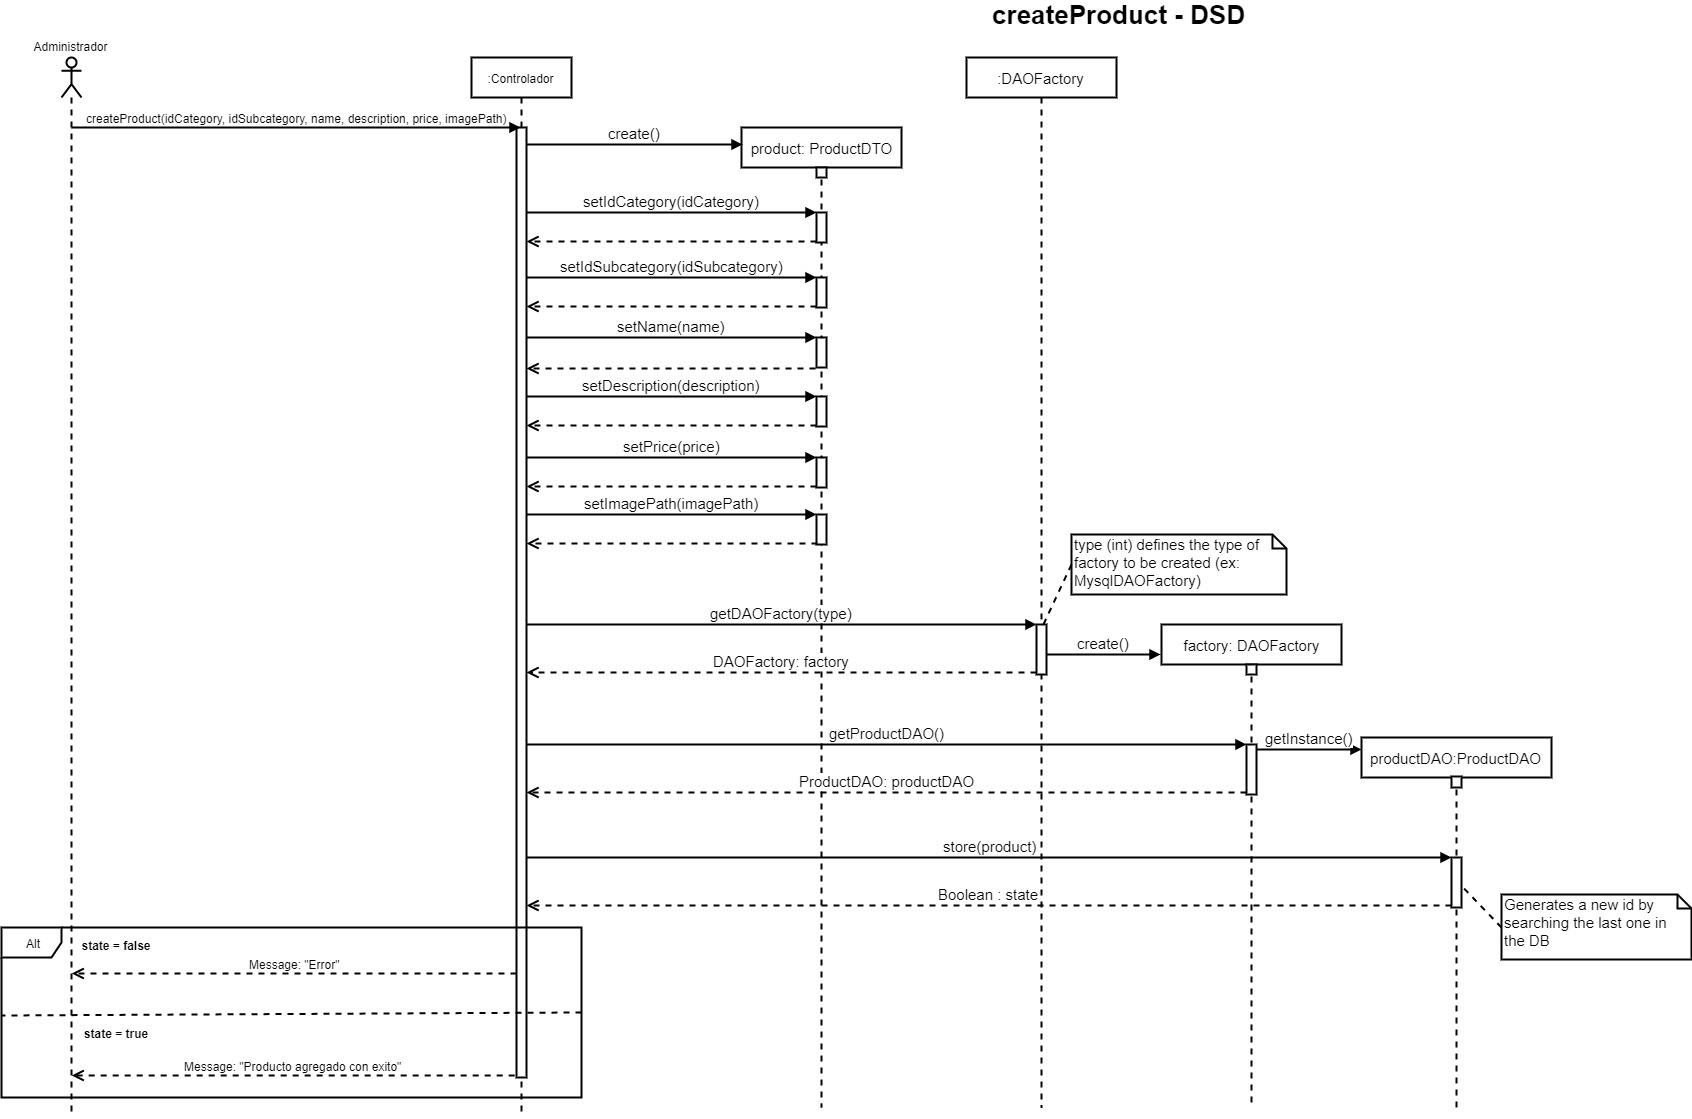 createProduct - DSD
Administrador
:Controlador
:DAOFactory
createProduct(idCategory, idSubcategory, name, description, price, imagePath)
create()
product: ProductDTO
setIdCategory(idCategory)
setIdSubcategory(idSubcategory)
setName(name)
setDescription(description)
setPrice(price)
setImagePath(imagePath)
type (int) defines the type of
factory to be created (ex:
MysqlDAOFactory)
getDAOFactory(type)
create()
factory: DAOFactory
DAOFactory: factory
getProductDAO()
getInstance()
productDAO:ProductDAO
ProductDAO: productDAO
store(product)
Boolean : state
Generates a new id by
searching the last one in
the DB
Alt
state = false
Message: "Error"
state = true
Message: "Producto agregado con exito"